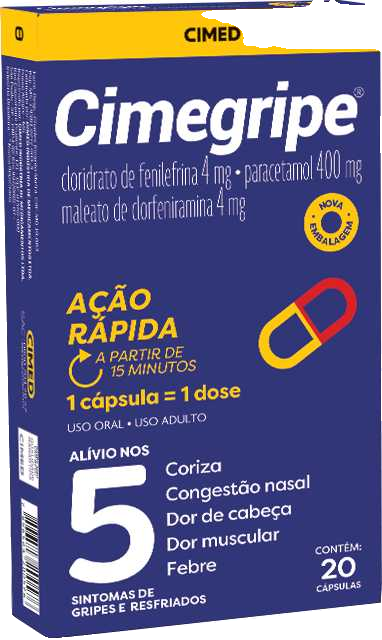 CIMED
Cimegripe®
cloridrato de fenilefrina 4 mg • paracetamol 400 mg
maleato de clorfeniramina 4 mg
NOVA
EMBALAGEM
AÇÃO
RÁPIDA
A PARTIR DE
15 MINUTOS
1 cápsula = 1 dose
USO ORAL • USO ADULTO
ALÍVIO NOS
5
Coriza
Congestão nasal
Dor de cabeça
Dor muscular
Febre
SINTOMAS DE
GRIPES E RESFRIADOS
CONTÉM:
20
CÁPSULAS
CIMED
CIMED